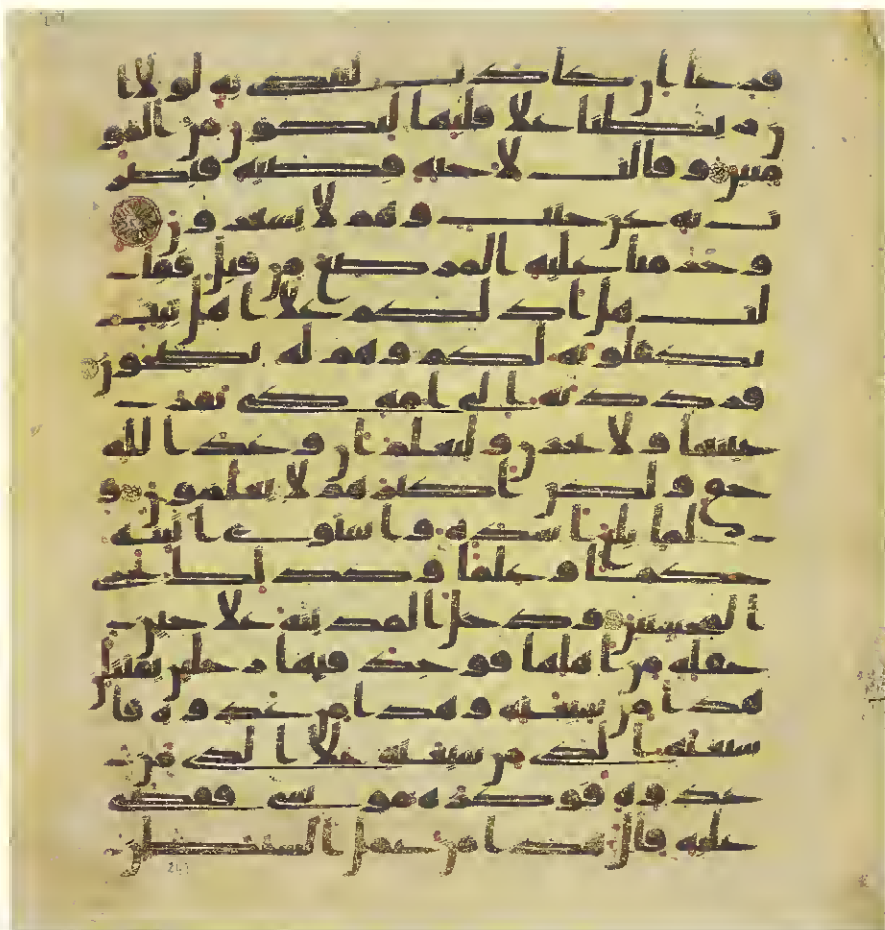 فرغا ان كادت لتبدي به لولا ا
ن ربطنا على قلبها لتكون من المو
منين وقالت لاخته قصيه فبصر
ت به عن جنب وهم لا يشعرون
وحرمنا عليه المرضع من قبل فقا
لت هل ادلكم على اهل بيت
يكفلونه لكم وهم له نصحون
فرددنه الى امه كي تقر
عينها ولا تحزن ولتعلم ان وعد الله
حق ولكن اكثرهم لا يعلمون و
لما بلغ اشده واستوى اتينه
حكما وعلما وكذلك نجزي
المحسنين ودخل المدينة على حين
غفلة من اهلها فوجد فيها رجلين يقتتلن
هذا من شيعته وهذا من عدوه فا
ستغثه الذي من شيعته على الذي من
عدوه فوكزه موسى فقضى
عليه قال هذا من عمل الشيطن